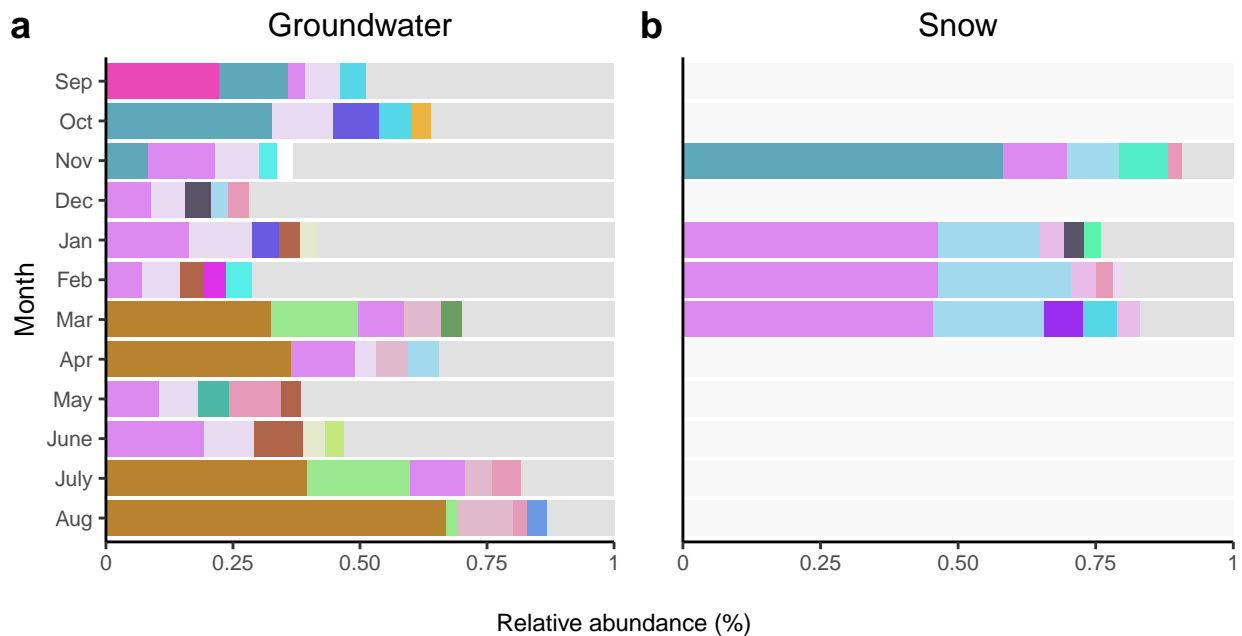 a Groundwater
b Snow
Month
Sep
Oct
Nov
Dec
Jan
Feb
Mar
Apr
May
June
July
Aug
0 0.25 0.50 0.75 1
0 0.25 0.50 0.75 1
Relative abundance (%)